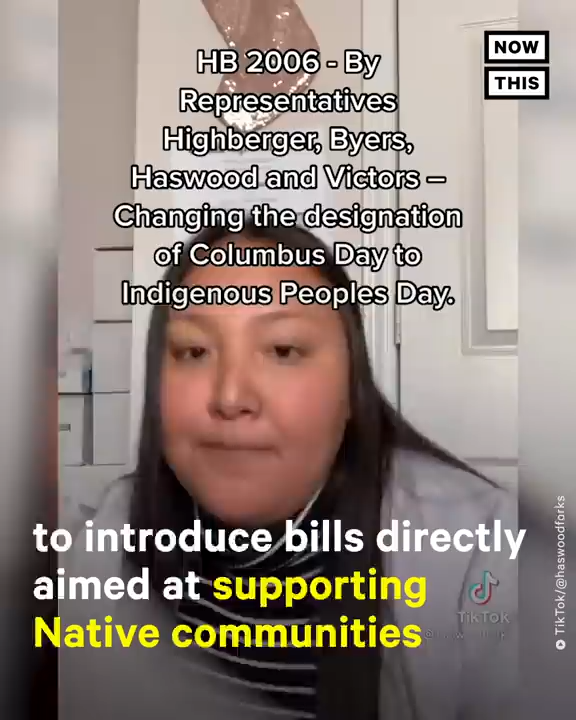 NOW
THIS
HB 2006 - By
Representatives
Highberger, Byers,
Haswood and Victors –
Changing the designation
of Columbus Day to
Indigenous Peoples Day.
to introduce bills directly
aimed at supporting
Native communities
TikTok
TikTok/@haswoodforks